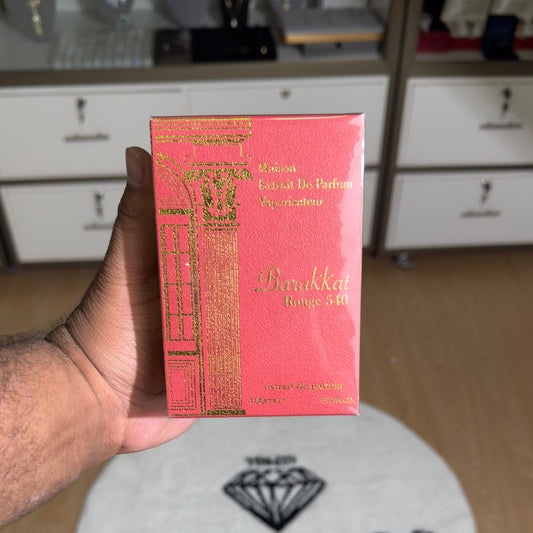 Maison
Extrait De Parfum
Vaporisateur
Barakkat
Rouge 540
extrait de parfum